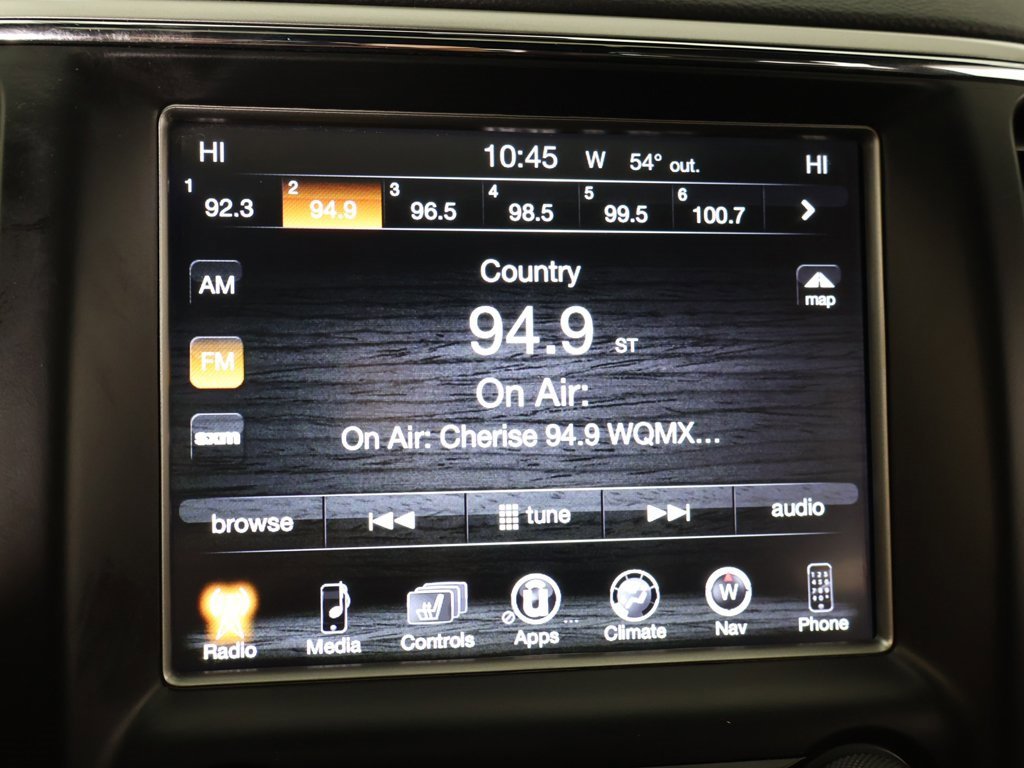 HI 10:45 W 54° out. HI
1 92.3 2 94.9 3 96.5 4 98.5 5 99.5 6 100.7
Country
AM
map
94.9 ST
FM
On Air:
On Air: Cherise 94.9 WQMX...
sxm
browse tune audio
W
Radio Media Controls Apps ... Climate Nav Phone